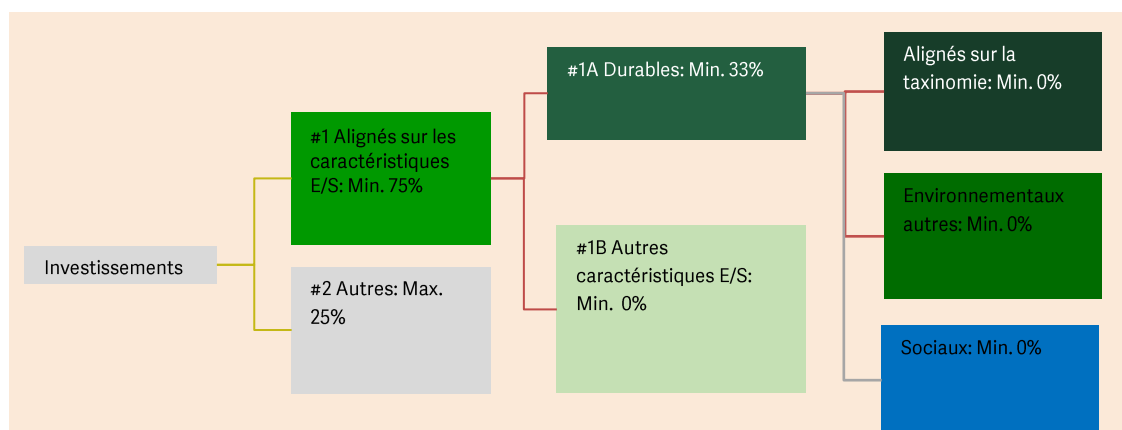 Investissements
#1 Alignés sur les
caractéristiques
E/S: Min. 75%
#2 Autres: Max.
25%
#1A Durables: Min. 33%
#1B Autres
caractéristiques E/S:
Min.  0%
Alignés sur la
taxinomie: Min. 0%
Environnementaux
autres: Min. 0%
Sociaux: Min. 0%